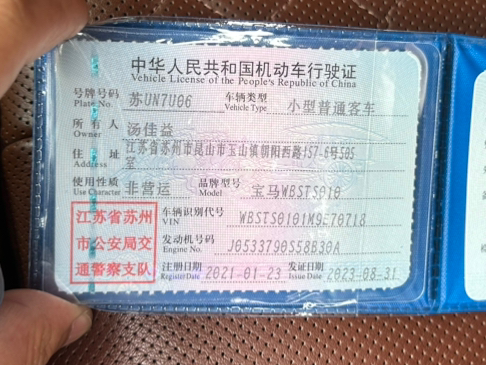 中华人民共和国机动车行驶证
Vehicle License of the People's Republic of China
号牌号码 苏UN7U06 车辆类型 小型普通客车
Plate No. Vehicle Type
所有人 汤佳益
Owner
住址 江苏省苏州市昆山市玉山镇朝阳西路157-6号505室
Address
使用性质 非营运 品牌型号 宝马WBSTS010
Use Character Model
江苏省苏州
市公安局交
通警察支队
车辆识别代号 WBSTS0101M9E70718
VIN
发动机号码 J0533790S58B30A
Engine No.
注册日期 2021-01-23 发证日期 2023-08-31
Register Date Issue Date